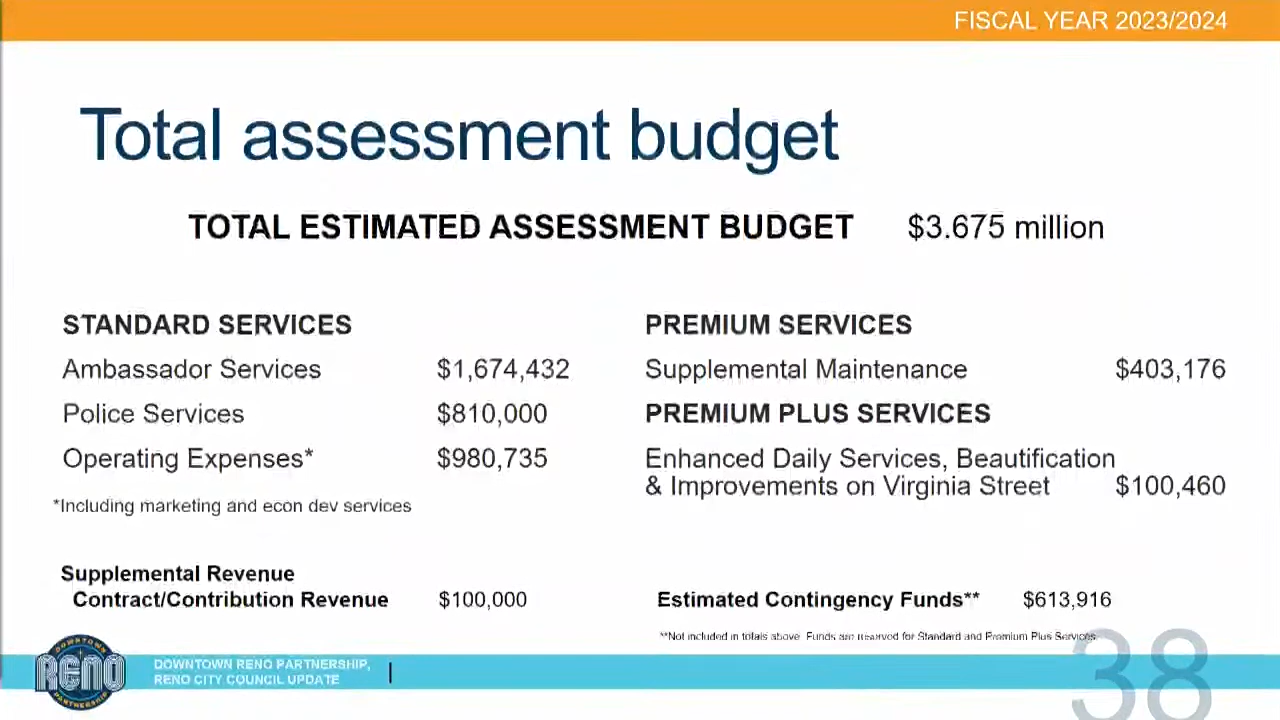 FISCAL YEAR 2023/2024
Total assessment budget
TOTAL ESTIMATED ASSESSMENT BUDGET $3.675 million
STANDARD SERVICES
Ambassador Services $1,674,432
Police Services $810,000
Operating Expenses* $980,735
*Including marketing and econ dev services
PREMIUM SERVICES
Supplemental Maintenance $403,176
PREMIUM PLUS SERVICES
Enhanced Daily Services, Beautification
& Improvements on Virginia Street $100,460
Supplemental Revenue
Contract/Contribution Revenue $100,000
Estimated Contingency Funds** $613,916
**Not included in totals above. Funds are reserved for Standard and Premium Plus Services.
DOWNTOWN
RENO
PARTNERSHIP
DOWNTOWN RENO PARTNERSHIP,
RENO CITY COUNCIL UPDATE
38